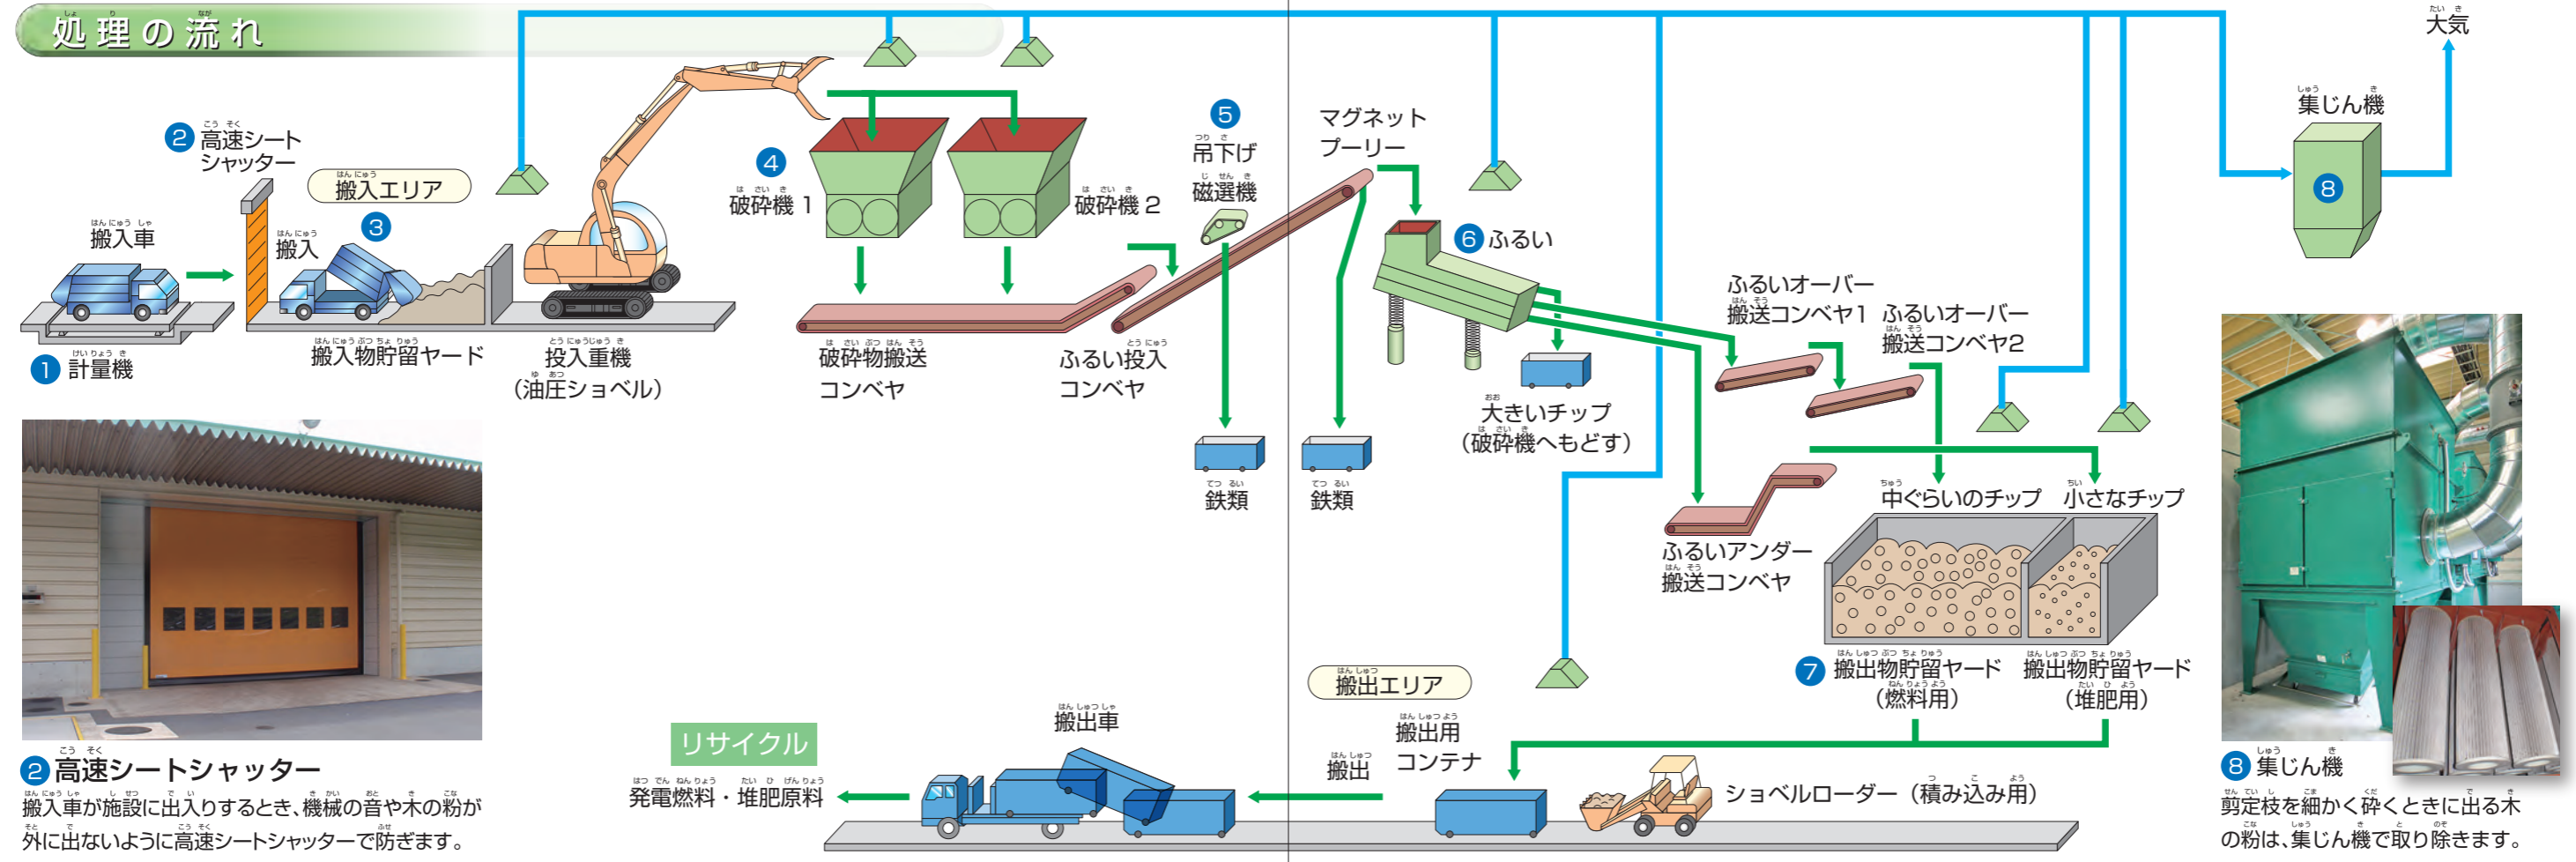 処理の流れ
大気
集じん機
8
2 高速シート
シャッター
搬入エリア
搬入車
搬入
3
1 計量機
搬入物貯留ヤード
投入重機
(油圧ショベル)
4
破砕機 1
破砕機 2
5
吊下げ
磁選機
マグネット
プーリー
破砕物搬送
コンベヤ
ふるい投入
コンベヤ
鉄類
鉄類
6 ふるい
大きいチップ
(破砕機へもどす)
ふるいオーバー
搬送コンベヤ1
ふるいオーバー
搬送コンベヤ2
ふるいアンダー
搬送コンベヤ
中ぐらいのチップ
小さなチップ
7 搬出物貯留ヤード
(燃料用)
搬出物貯留ヤード
(堆肥用)
搬出エリア
搬出用
コンテナ
搬出
ショベルローダー(積み込み用)
搬出車
リサイクル
発電燃料・堆肥原料
2 高速シートシャッター
搬入車が施設に出入りするとき、機械の音や木の粉が
外に出ないように高速シートシャッターで防ぎます。
8 集じん機
剪定枝を細かく砕くときに出る木
の粉は、集じん機で取り除きます。